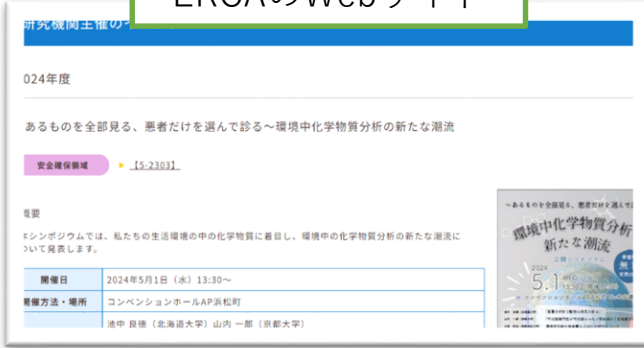 ERCAのWebサイト
研究機関主催の
2024年度
あるものを全部見る、悪者だけを選んで診る～環境中化学物質分析の新たな潮流
安全確保領域 ▶ 【5-2303】
概要
本シンポジウムでは、私たちの生活環境の中の化学物質に着目し、環境中の化学物質分析の新たな潮流に
ついて発表します。
開催日 2024年5月1日（水）13:30～
開催方法・場所 コンベンションホールAP浜松町
池中 良徳（北海道大学）山内 一郎（京都大学）
～あるものを全部見る、悪者だけを選んで
環境中化学物質分析
新たな潮流
公開シンポジウム
2024
5.1